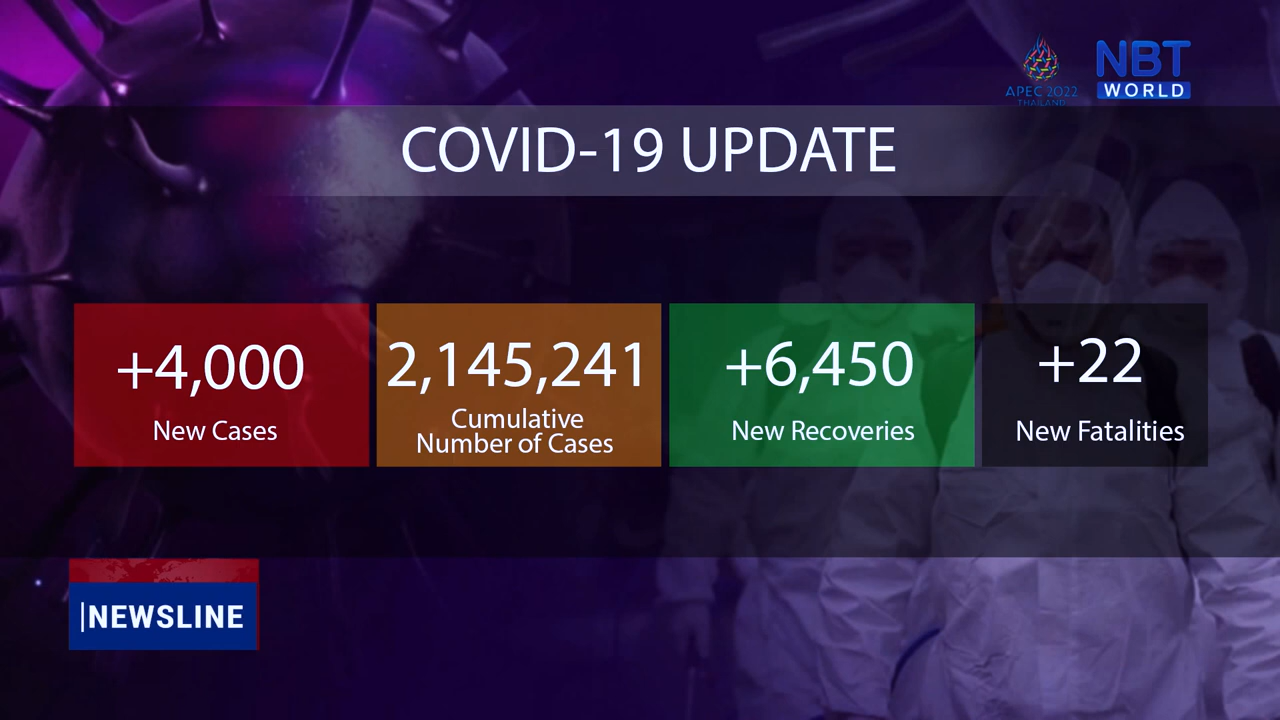 APEC 2022
THAILAND
NBT
WORLD
COVID-19 UPDATE
+4,000
New Cases
2,145,241
Cumulative
Number of Cases
+6,450
New Recoveries
+22
New Fatalities
NEWSLINE